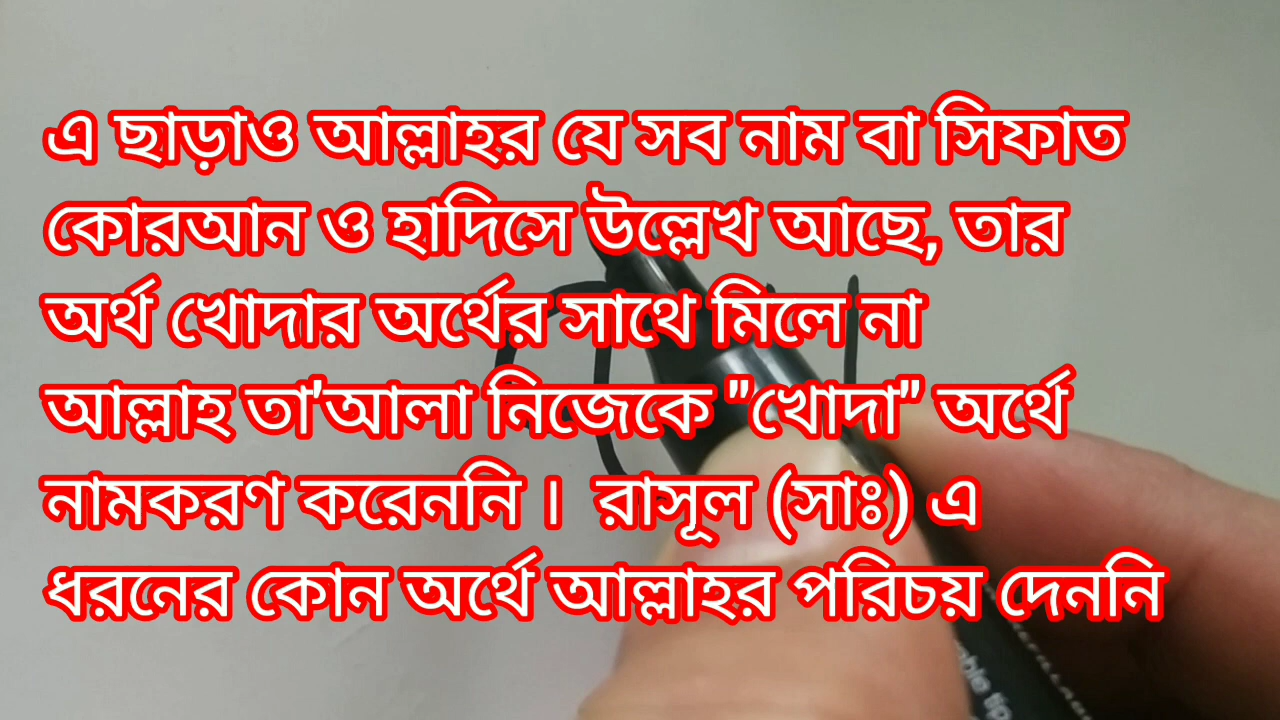 এ ছাড়াও আল্লাহর যে সব নাম বা সিফাত
কোরআন ও হাদিসে উল্লেখ আছে, তার
অর্থ খোদার অর্থের সাথে মিলে না
আল্লাহ তা'আলা নিজেকে "খোদা" অর্থে
নামকরণ করেননি । রাসূল (সাঃ) এ
ধরনের কোন অর্থে আল্লাহর পরিচয় দেননি
tip